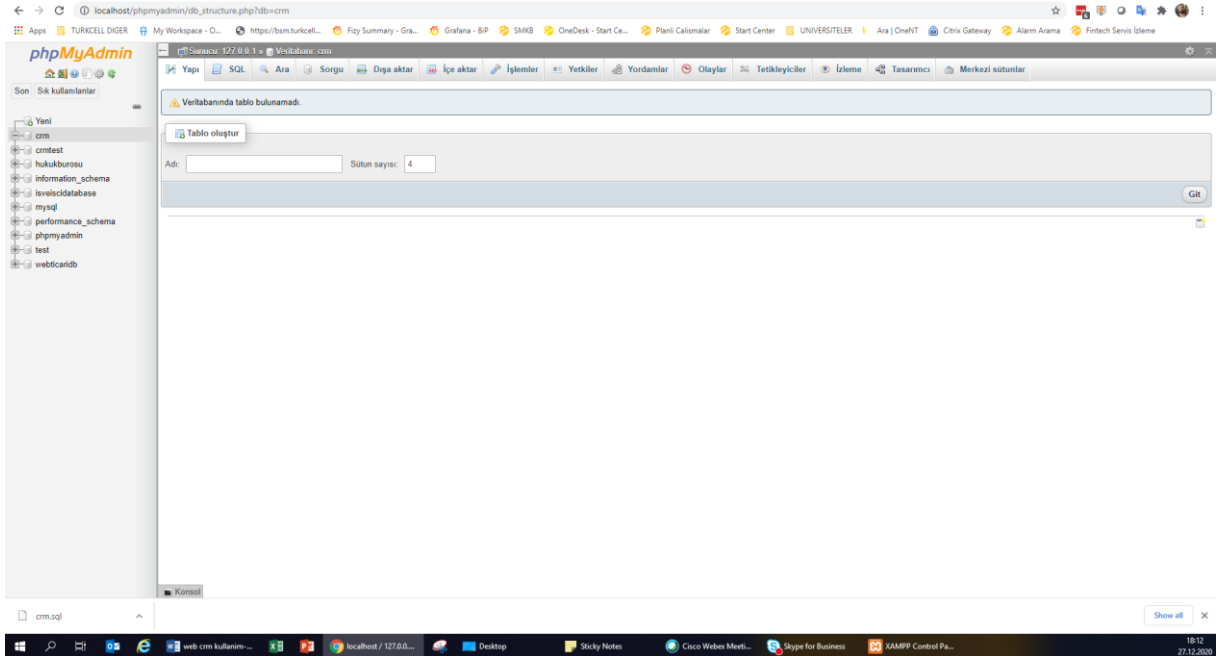 localhost/phpmyadmin/db_structure.php?db=crm
Apps TURKCELL DIGER My Workspace - O... https://bsm.turkcell... Fizy Summary - Gra... Grafana - BiP SMKB OneDesk - Start Ce... Planli Calismalar Start Center UNIVERSITELER Ara | OneNT Citrix Gateway Alarm Arama Fintech Servis İzleme
phpMyAdmin
Son Sık kullanılanlar
Yeni
crm
crmtest
hukukburosu
information_schema
isveiscidatabase
mysql
performance_schema
phpmyadmin
test
webticaridb
Sunucu: 127.0.0.1 » Veritabanı: crm
Yapı SQL Ara Sorgu Dışa aktar İçe aktar İşlemler Yetkiler Yordamlar Olaylar Tetikleyiciler İzleme Tasarımcı Merkezi sütunlar
Veritabanında tablo bulunamadı.
Tablo oluştur
Adı: Sütun sayısı: 4
Git
Konsol
crm.sql
Show all
web crm kullanim-... localhost / 127.0.0.... Desktop Sticky Notes Cisco Webex Meeti... Skype for Business XAMPP Control Pa...
18:12
27.12.2020